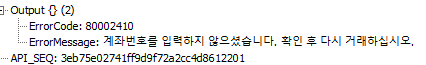 Output {} (2)
ErrorCode: 80002410
ErrorMessage: 계좌번호를 입력하지 않으셨습니다. 확인 후 다시 거래하십시오.
API_SEQ: 3eb75e02741ff9d9f72a2cc4d8612201